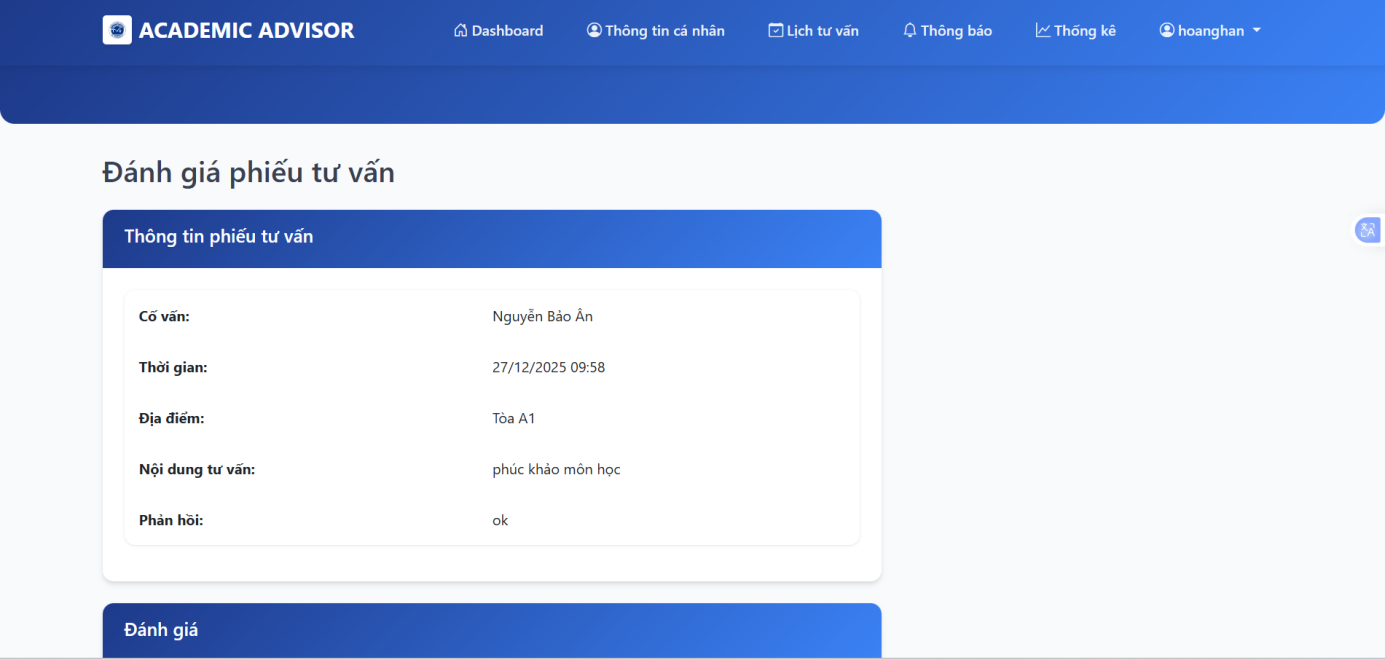 ACADEMIC ADVISOR Dashboard Thông tin cá nhân Lịch tư vấn Thông báo Thống kê hoanghan
Đánh giá phiếu tư vấn
Thông tin phiếu tư vấn
Cố vấn: Nguyễn Bảo Ân
Thời gian: 27/12/2025 09:58
Địa điểm: Tòa A1
Nội dung tư vấn: phúc khảo môn học
Phản hồi: ok
Đánh giá